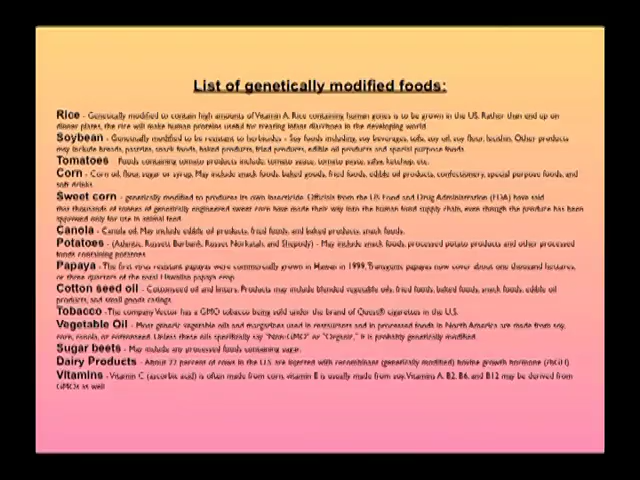 List of genetically modified foods:
Rice - Genetically modified to contain high amounts of Vitamin A. Rice containing human genes is to be grown in the US. Rather than end up on
dinner plates, the rice will make human proteins useful for treating infant diarrhoea in the developing world.
Soybean - Genetically modified to be resistant to herbicides - Soy foods including, soy beverages, tofu, soy oil, soy flour, lecithin. Other products
may include breads, pastries, snack foods, baked products, fried products, edible oil products and special purpose foods.
Tomatoes Foods containing tomato products include tomato sauce, tomato paste, salsa, ketchup, etc.
Corn - Corn oil, flour, sugar or syrup. May include snack foods, baked goods, fried foods, edible oil products, confectionery, special purpose foods, and
soft drinks.
Sweet corn - genetically modified to produces its own insecticide. Officials from the US Food and Drug Administration (FDA) have said
that thousands of tonnes of genetically engineered sweet corn have made their way into the human food supply chain, even though the produce has been
approved only for use in animal feed.
Canola - Canola oil. May include edible oil products, fried foods, and baked products, snack foods.
Potatoes - (Atlantic, Russett Burbank, Russet Norkatah, and Shepody) - May include snack foods, processed potato products and other processed
foods containing potatoes.
Papaya - The first virus resistant papayas were commercially grown in Hawaii in 1999. Transgenic papayas now cover about one thousand hectares,
or three quarters of the total Hawaiian papaya crop.
Cotton seed oil - Cottonseed oil and linters. Products may include blended vegetable oils, fried foods, baked foods, snack foods, edible oil
products, and small goods casings.
Tobacco -The company Vector has a GMO tobacco being sold under the brand of Quest® cigarettes in the U.S.
Vegetable Oil - Most generic vegetable oils and margarines used in restaurants and in processed foods in North America are made from soy,
corn, canola, or cottonseed. Unless these oils specifically say "Non-GMO" or "Organic," it is probably genetically modified.
Sugar beets - May include any processed foods containing sugar.
Dairy Products - About 22 percent of cows in the U.S. are injected with recombinant (genetically modified) bovine growth hormone (rbGH).
Vitamins - Vitamin C (ascorbic acid) is often made from corn, vitamin E is usually made from soy. Vitamins A, B2, B6, and B12 may be derived from
GMOs as well